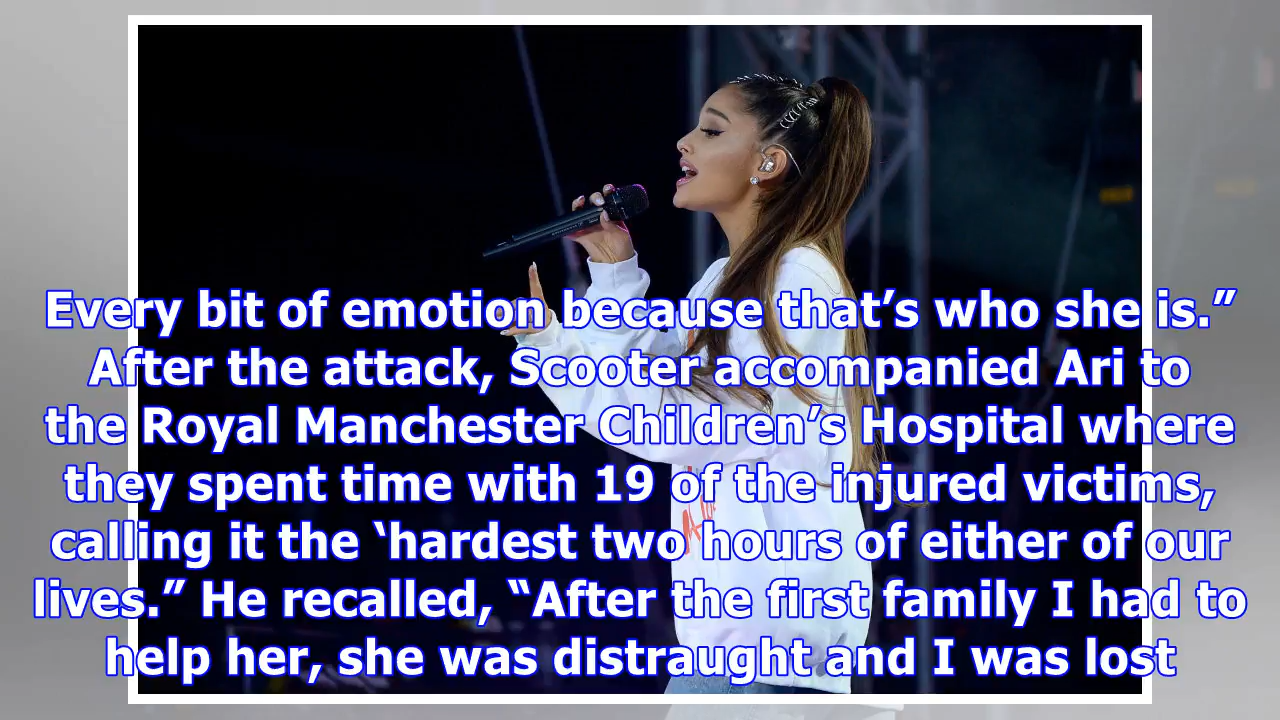 Every bit of emotion because that’s who she is.”
After the attack, Scooter accompanied Ari to
the Royal Manchester Children’s Hospital where
they spent time with 19 of the injured victims,
calling it the ‘hardest two hours of either of our
lives.” He recalled, “After the first family I had to
help her, she was distraught and I was lost